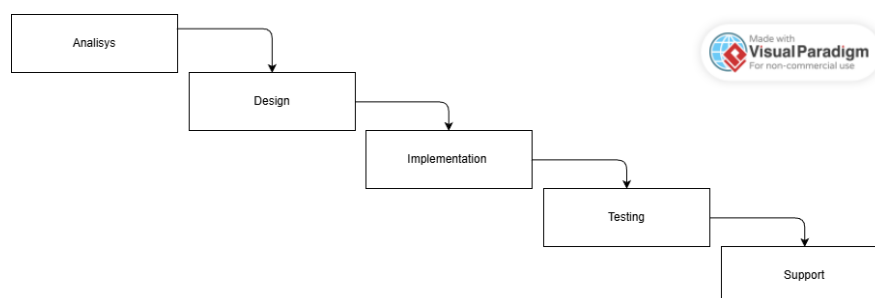 Analisys
Made with
Visual Paradigm
For non-commercial use
Design
Implementation
Testing
Support